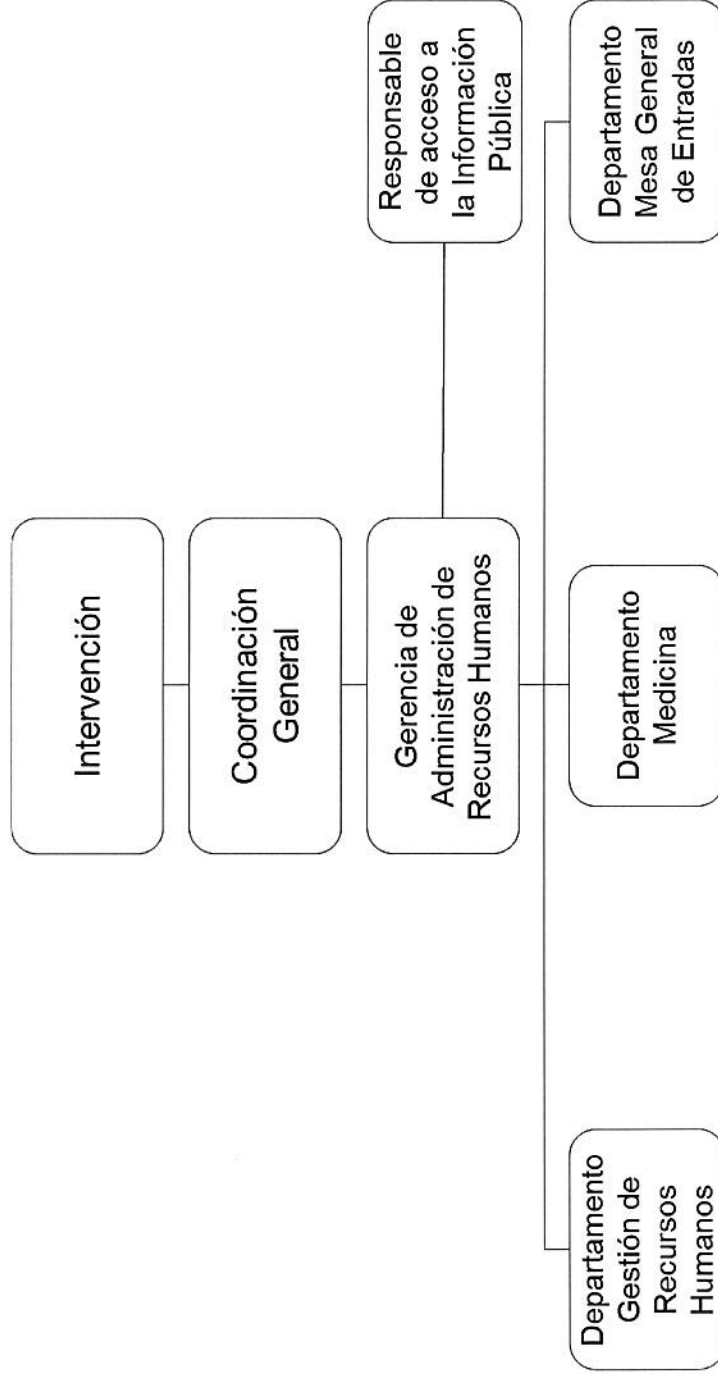 Intervención
Coordinación
General
Gerencia de
Administración de
Recursos Humanos
Responsable
de acceso a
la Información
Pública
Departamento
Gestión de
Recursos
Humanos
Departamento
Medicina
Departamento
Mesa General
de Entradas